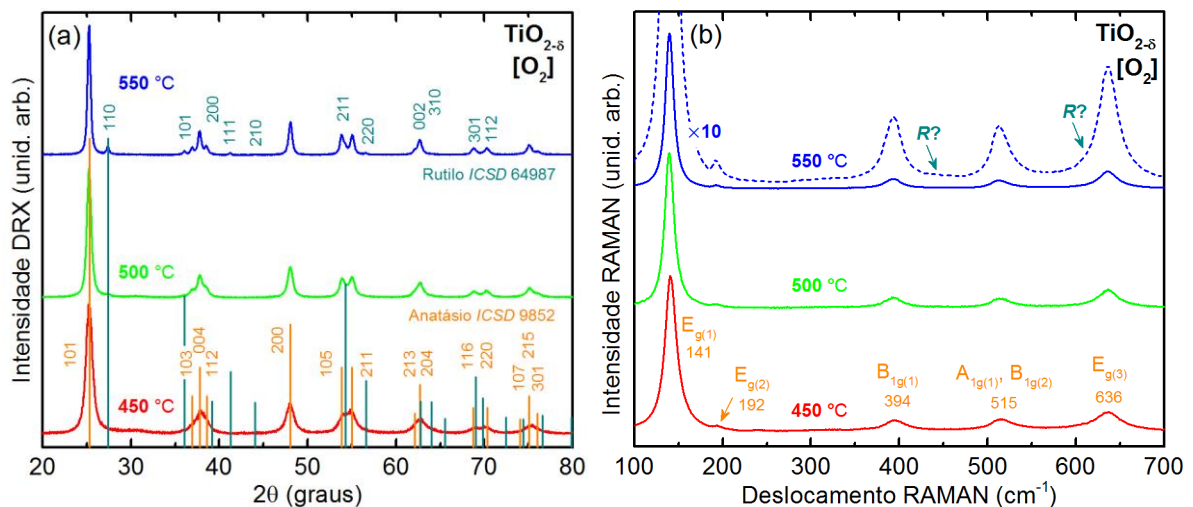 (a)
TiO2-δ
[O2]
550 °C
110
101
200
111
210
211
220
002
310
301
112
Rutilo ICSD 64987
500 °C
Anatásio ICSD 9852
450 °C
101
103
004
112
200
105
211
213
204
116
220
107
215
301
20 30 40 50 60 70 80
2θ (graus)
Intensidade DRX (unid. arb.)
(b)
TiO2-δ
[O2]
×10
R?
R?
550 °C
500 °C
450 °C
Eg(1)
141
Eg(2)
192
B1g(1)
394
A1g(1), B1g(2)
515
Eg(3)
636
100 200 300 400 500 600 700
Deslocamento RAMAN (cm-1)
Intensidade RAMAN (unid. arb.)